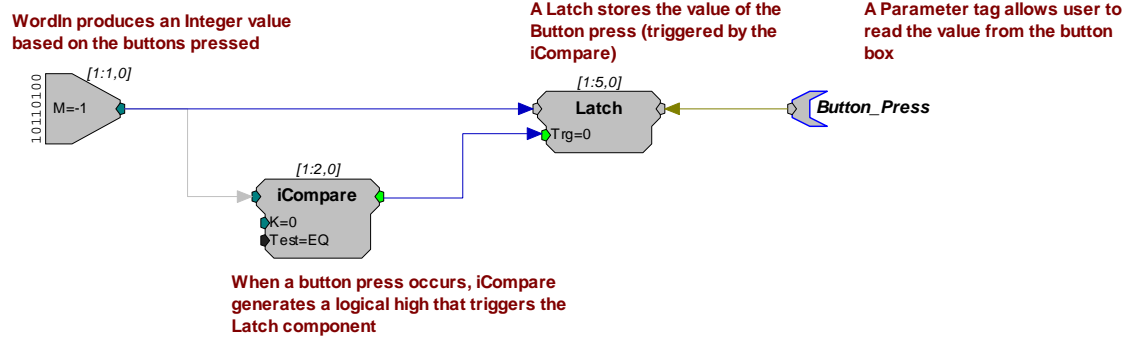 WordIn produces an Integer value
based on the buttons pressed
A Latch stores the value of the
Button press (triggered by the
iCompare)
A Parameter tag allows user to
read the value from the button
box
[1:1,0]
10110100
M=-1
[1:5,0]
Latch
Trg=0
Button_Press
[1:2,0]
iCompare
K=0
Test=EQ
When a button press occurs, iCompare
generates a logical high that triggers the
Latch component